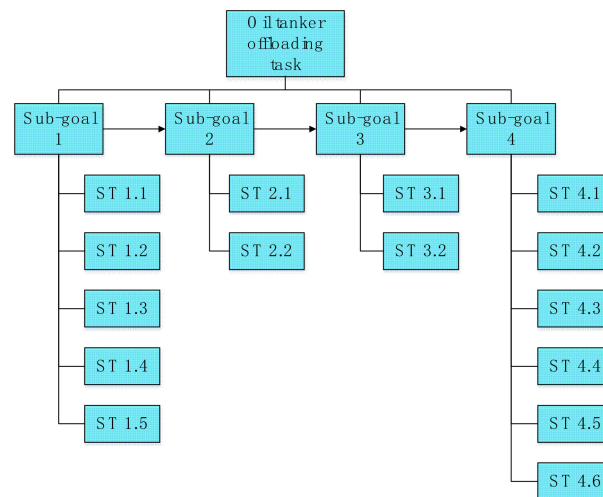 Oil tanker
offloading
task
Sub-goal
1
Sub-goal
2
Sub-goal
3
Sub-goal
4
ST 1.1
ST 2.1
ST 3.1
ST 4.1
ST 1.2
ST 2.2
ST 3.2
ST 4.2
ST 1.3
ST 4.3
ST 1.4
ST 4.4
ST 1.5
ST 4.5
ST 4.6